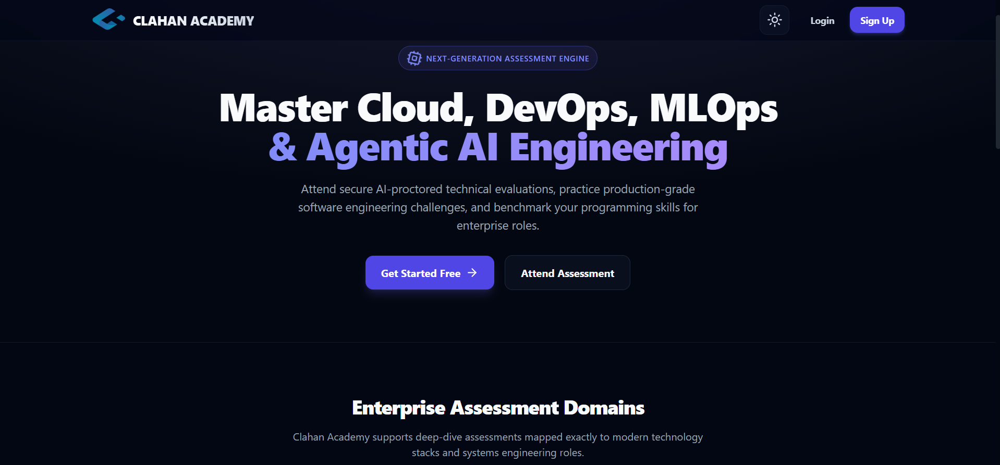 CLAHAN ACADEMY
Login
Sign Up
NEXT-GENERATION ASSESSMENT ENGINE
Master Cloud, DevOps, MLOps
& Agentic AI Engineering
Attend secure AI-proctored technical evaluations, practice production-grade
software engineering challenges, and benchmark your programming skills for
enterprise roles.
Get Started Free
Attend Assessment
Enterprise Assessment Domains
Clahan Academy supports deep-dive assessments mapped exactly to modern technology
stacks and systems engineering roles.